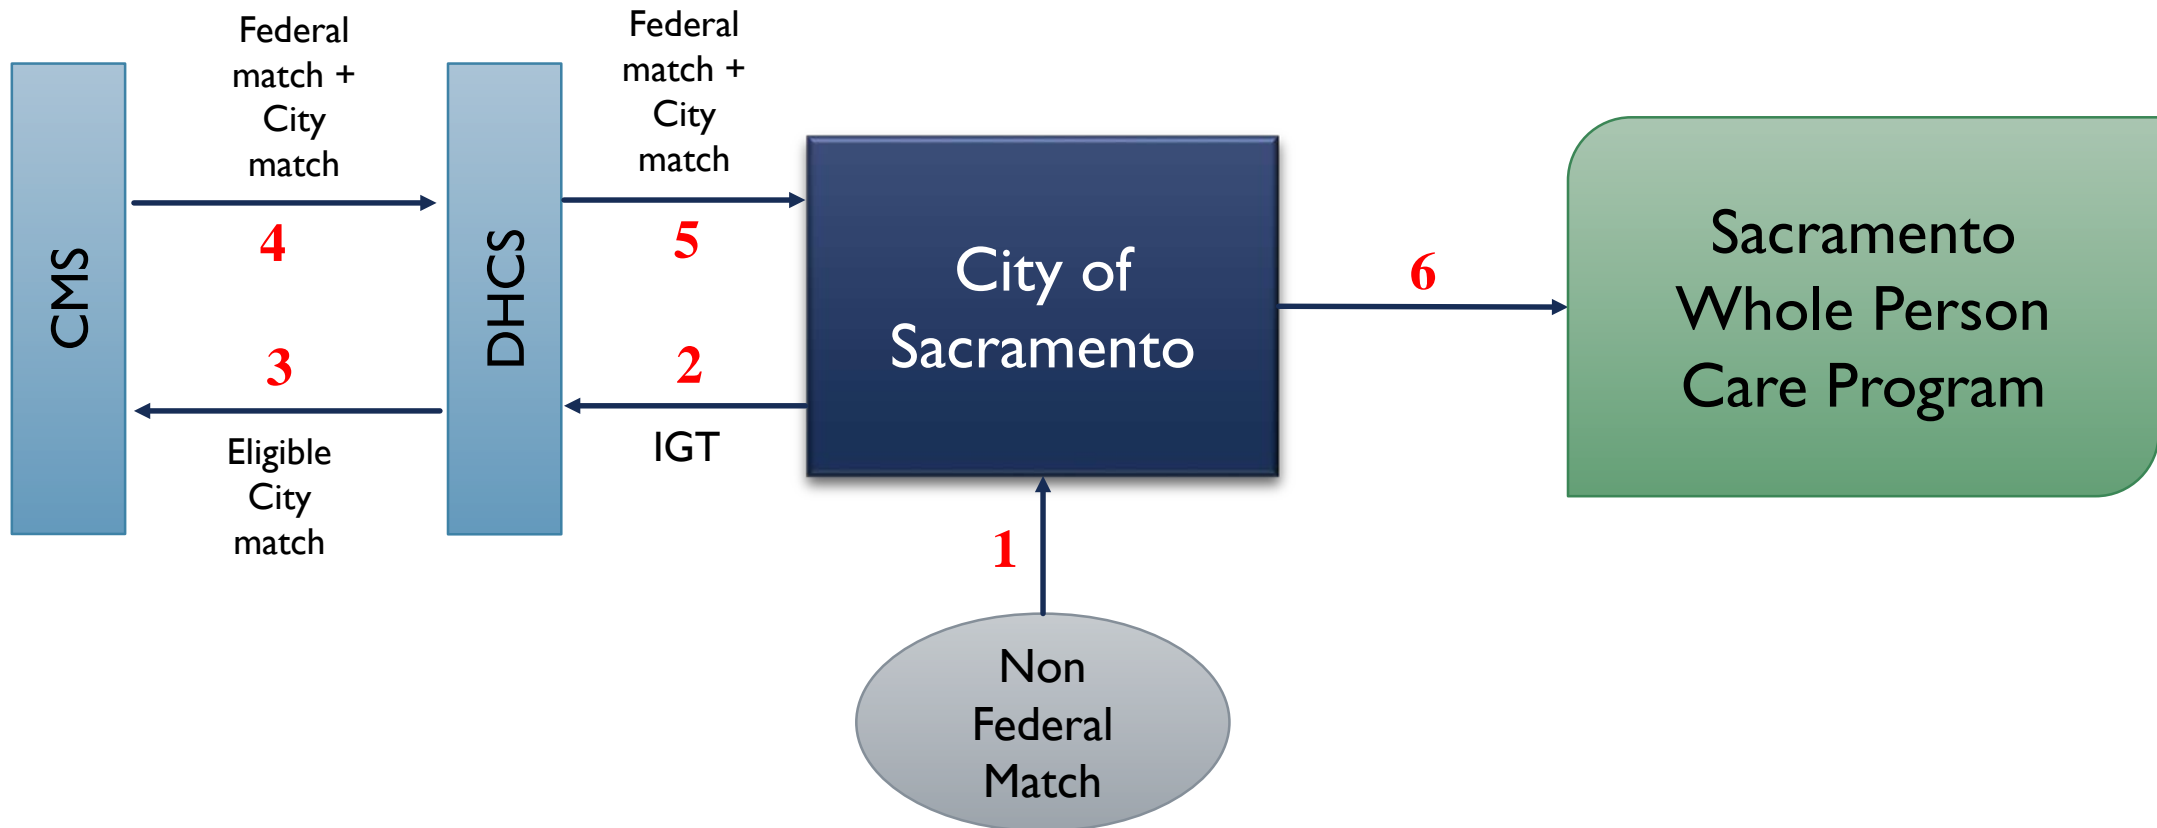 Federal
match +
City
match
4
CMS
3
Eligible
City
match
DHCS
Federal
match +
City
match
5
2
IGT
City of
Sacramento
1
Non
Federal
Match
6
Sacramento
Whole Person
Care Program